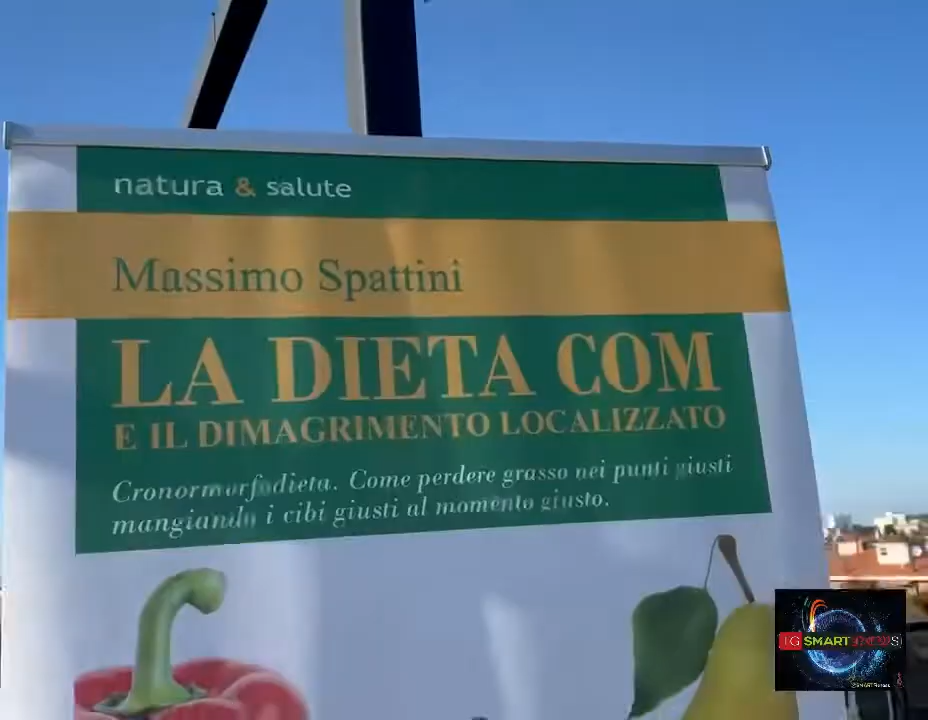 natura & salute
Massimo Spattini
LA DIETA COM
E IL DIMAGRIMENTO LOCALIZZATO
Cronormorfodieta. Come perdere grasso nei punti giusti
mangiando i cibi giusti al momento giusto.
TG SMART